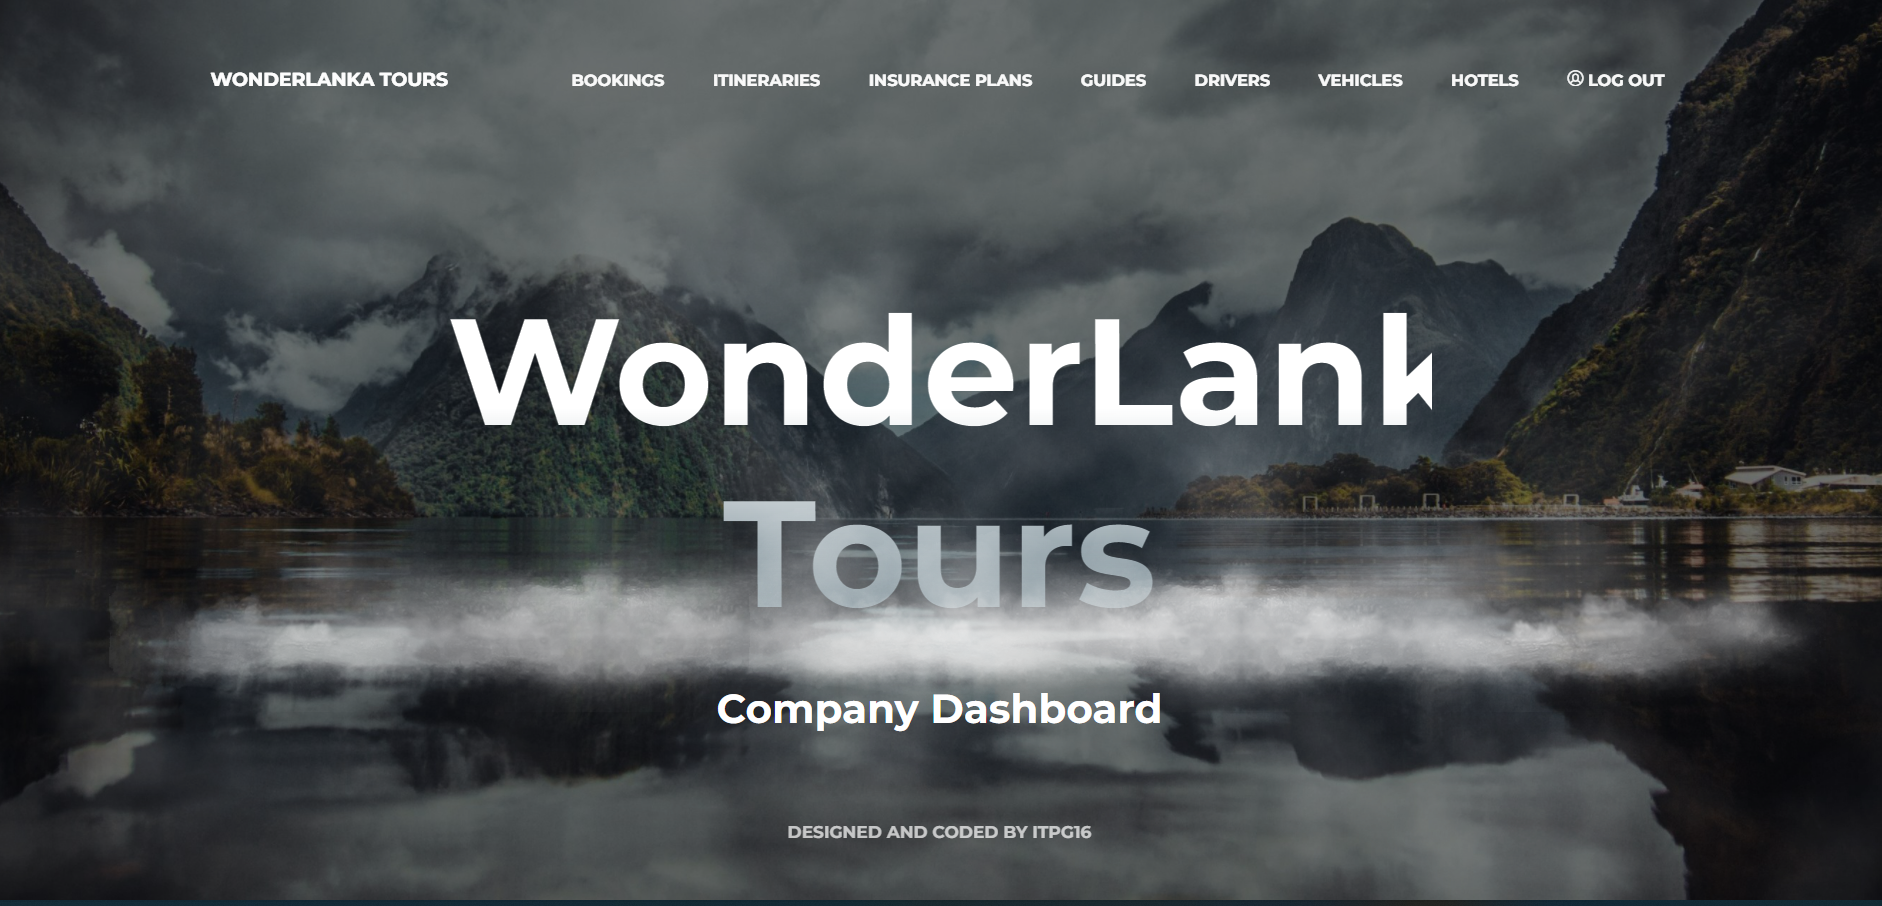 WONDERLANKA TOURS BOOKINGS ITINERARIES INSURANCE PLANS GUIDES DRIVERS VEHICLES HOTELS LOG OUT
WonderLank
Tours
Company Dashboard
DESIGNED AND CODED BY ITPG16